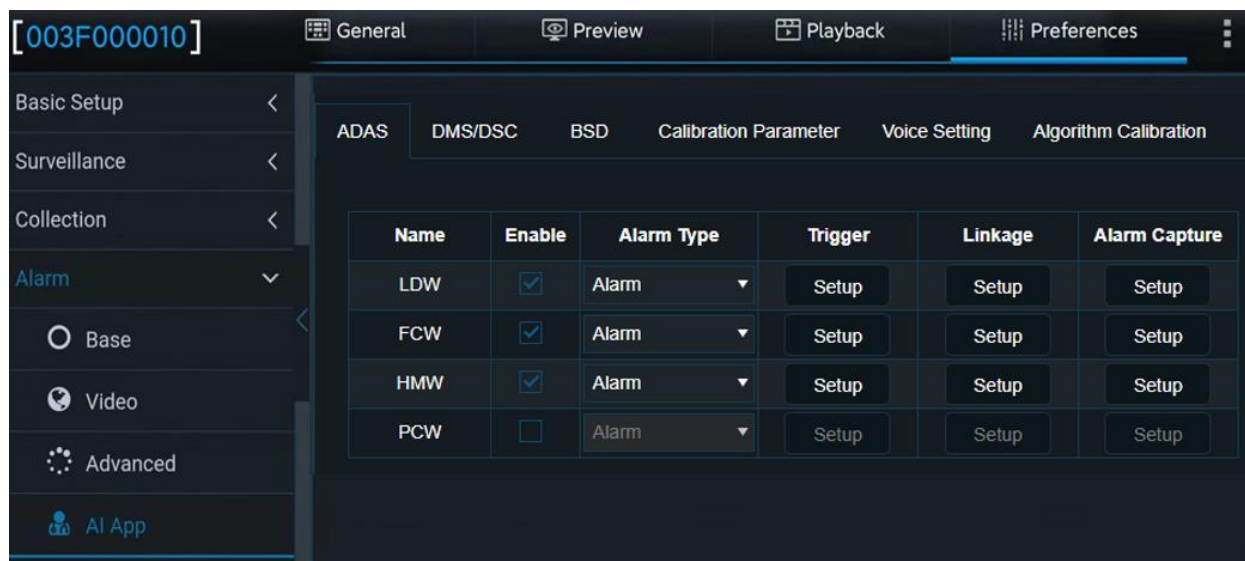 [003F000010] General Preview Playback Preferences
Basic Setup
Surveillance
Collection
Alarm
Base
Video
Advanced
AI App
ADAS DMS/DSC BSD Calibration Parameter Voice Setting Algorithm Calibration
Name Enable Alarm Type Trigger Linkage Alarm Capture
LDW Alarm Setup Setup Setup
FCW Alarm Setup Setup Setup
HMW Alarm Setup Setup Setup
PCW Alarm Setup Setup Setup